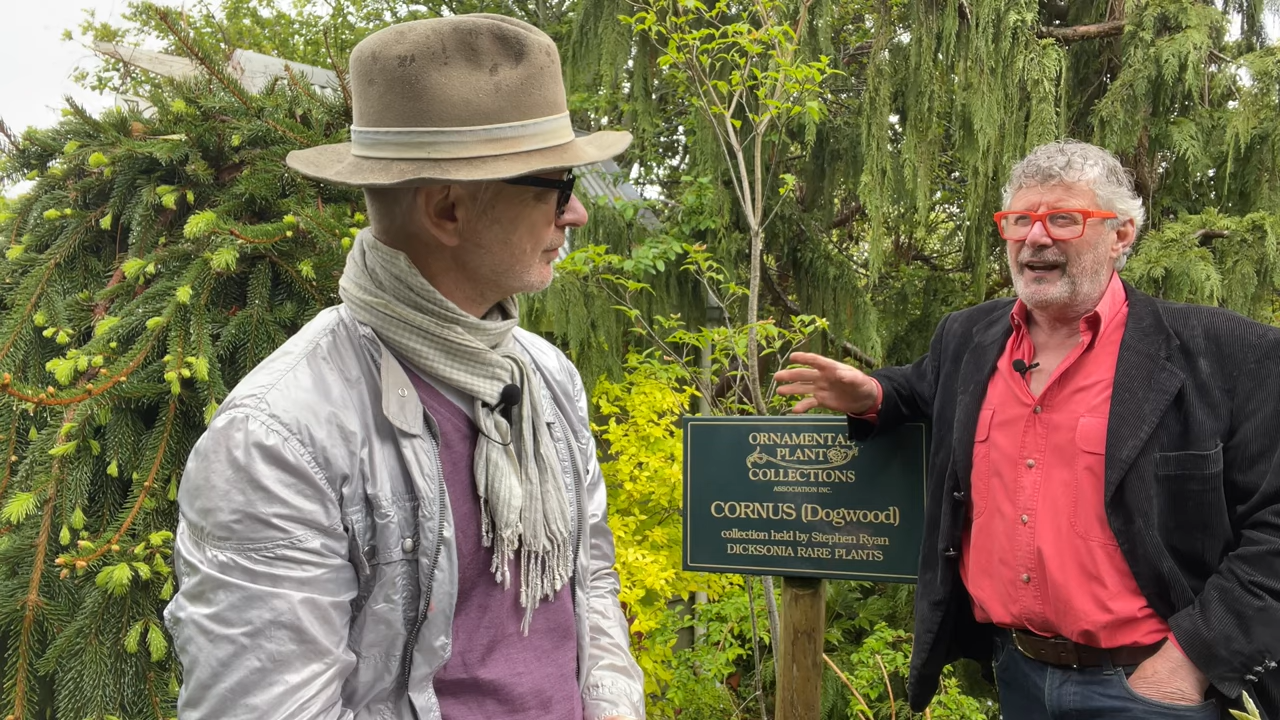 ORNAMENTAL
PLANT
COLLECTIONS
ASSOCIATION INC.
CORNUS (Dogwood)
collection held by Stephen Ryan
DICKSONIA RARE PLANTS